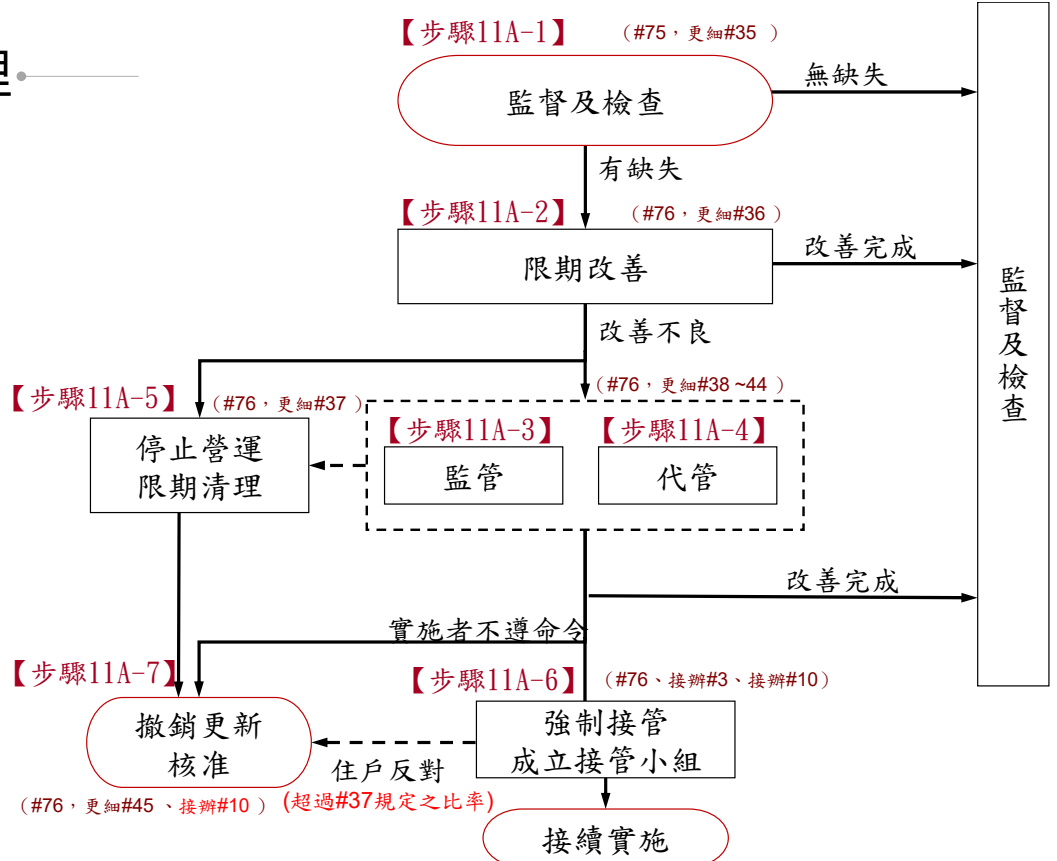 理
【步驟11A-1】 (#75，更細#35 )
監督及檢查
無缺失
有缺失
【步驟11A-2】 (#76，更細#36 )
限期改善
改善完成
改善不良
監督及檢查
【步驟11A-5】 (#76，更細#37 )
停止營運
限期清理
(#76，更細#38 ~44 )
【步驟11A-3】 【步驟11A-4】
監管
代管
改善完成
實施者不遵命令
【步驟11A-7】
撤銷更新
核准
(#76，更細#45 、接辦#10 )
【步驟11A-6】 (#76、接辦#3、接辦#10)
強制接管
成立接管小組
住戶反對
(超過#37規定之比率)
接續實施